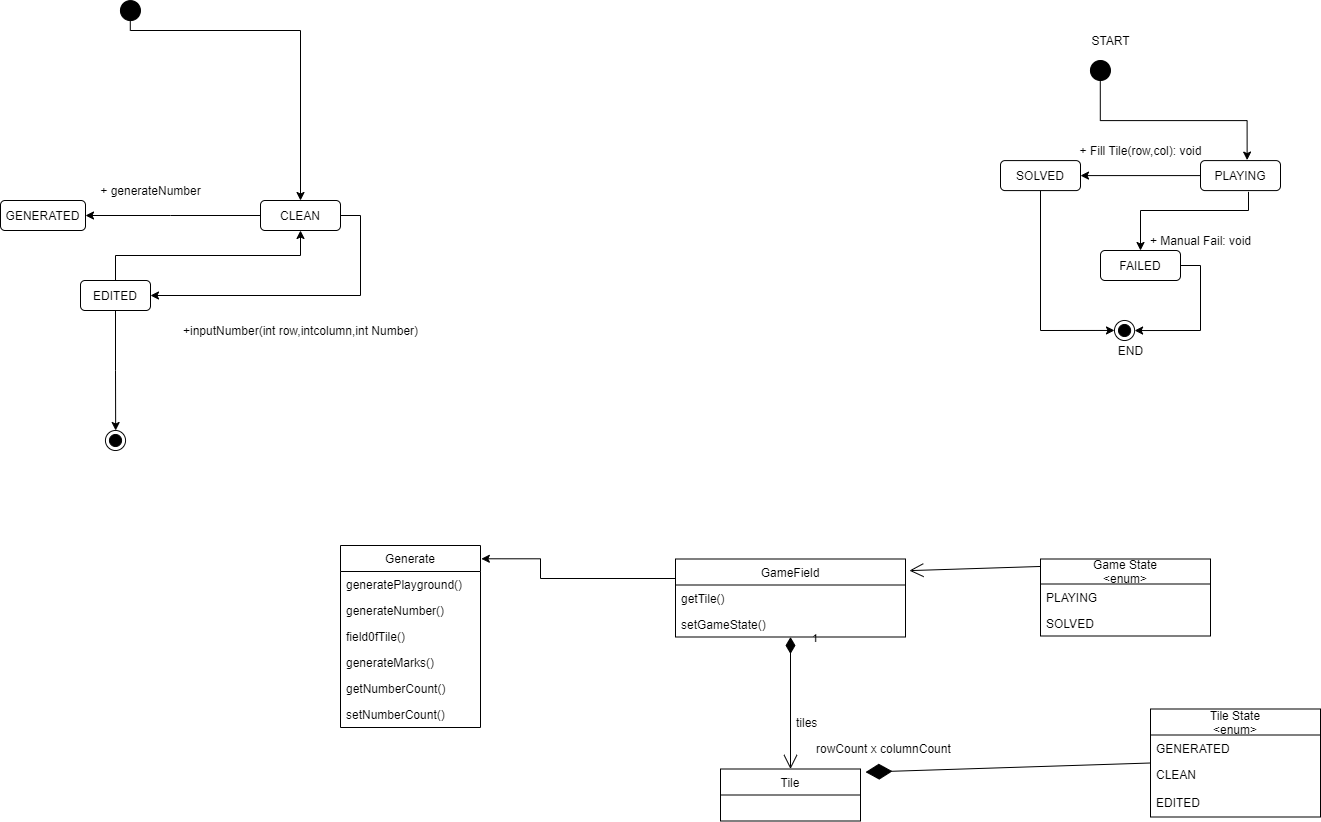 START
+ Fill Tile(row,col): void
SOLVED
PLAYING
+ generateNumber
GENERATED
CLEAN
+ Manual Fail: void
FAILED
EDITED
+inputNumber(int row,intcolumn,int Number)
END
Generate
generatePlayground()
generateNumber()
field0fTile()
generateMarks()
getNumberCount()
setNumberCount()
GameField
getTile()
setGameState()
1
Game State
<enum>
PLAYING
SOLVED
tiles
rowCount x columnCount
Tile
Tile State
<enum>
GENERATED
CLEAN
EDITED